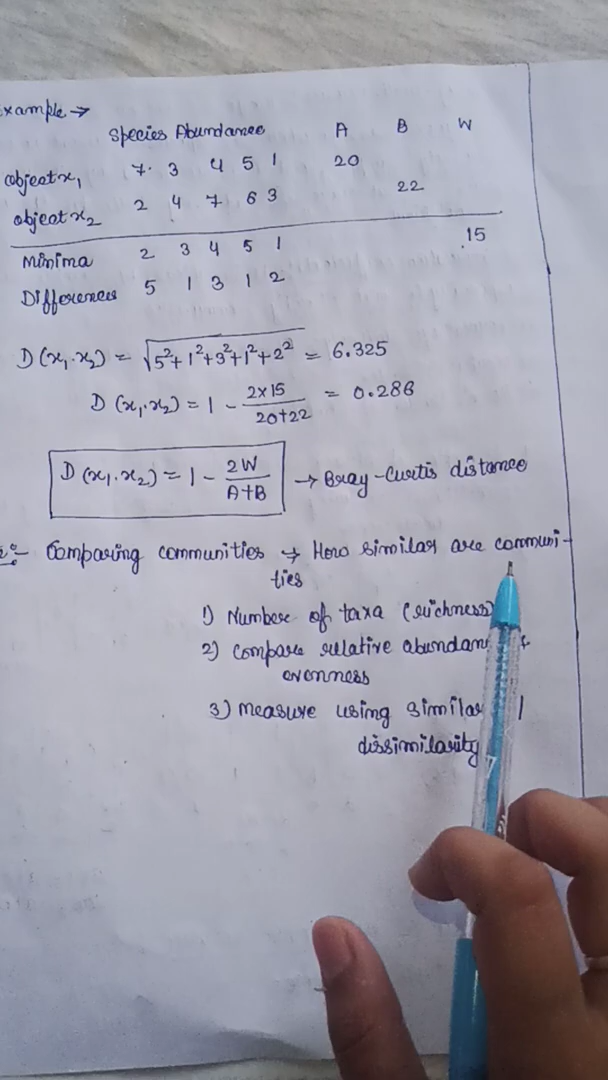 Example →
Species Abundance A B W
object x₁ 7 3 4 5 1 20
object x₂ 2 4 7 6 3 22
Minima 2 3 4 5 1 15
Differences 5 1 3 1 2
D(x₁.x₂) = √5²+1²+3²+1²+2² = 6.325
D(x₁.x₂) = 1 - 2×15/20+22 = 0.286
D(x₁.x₂) = 1 - 2W/A+B → Bray-Curtis distance
Comparing communities → How similar are communi-
ties
1) Number of taxa (richness)
2) Compare relative
evenness
3) Measure using
dissimilarity